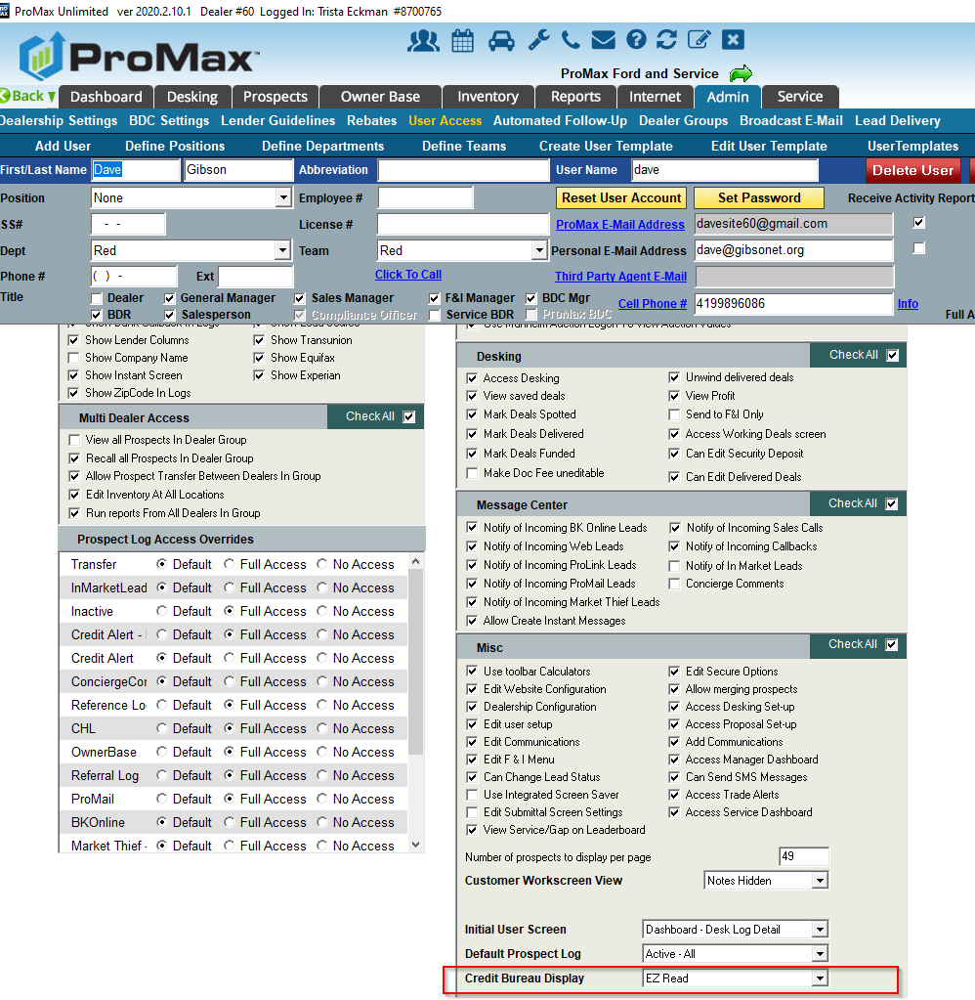 ProMax Unlimited ver 2020.2.10.1 Dealer #60 Logged In: Trista Eckman #8700765
ProMax™
ProMax Ford and Service
Back Dashboard Desking Prospects Owner Base Inventory Reports Internet Admin Service
Dealership Settings BDC Settings Lender Guidelines Rebates User Access Automated Follow-Up Dealer Groups Broadcast E-Mail Lead Delivery
Add User Define Positions Define Departments Define Teams Create User Template Edit User Template UserTemplates
First/Last Name Dave Gibson Abbreviation User Name dave Delete User
Position None Employee # Reset User Account Set Password Receive Activity Report
SS# - - License # ProMax E-Mail Address davesite60@gmail.com
Dept Red Team Red Personal E-Mail Address dave@gibsonet.org
Phone # ( ) - Ext Click To Call Third Party Agent E-Mail
Title Dealer General Manager Sales Manager F&I Manager BDC Mgr Cell Phone # 4199896086 Info
BDR Salesperson Compliance Officer Service BDR ProMax BDC Full A
Show Lender Columns Show Transunion
Show Company Name Show Equifax
Show Instant Screen Show Experian
Show ZipCode In Logs
Multi Dealer Access Check All
View all Prospects In Dealer Group
Recall all Prospects In Dealer Group
Allow Prospect Transfer Between Dealers In Group
Edit Inventory At All Locations
Run reports From All Dealers In Group
Prospect Log Access Overrides
Transfer Default Full Access No Access
InMarketLead Default Full Access No Access
Inactive Default Full Access No Access
Credit Alert - Default Full Access No Access
Credit Alert Default Full Access No Access
ConciergeCor Default Full Access No Access
Reference Lo Default Full Access No Access
CHL Default Full Access No Access
OwnerBase Default Full Access No Access
Referral Log Default Full Access No Access
ProMail Default Full Access No Access
BKOnline Default Full Access No Access
Market Thief - Default Full Access No Access
Use Manheim Auction Logon To View Auction Values
Desking Check All
Access Desking Unwind delivered deals
View saved deals View Profit
Mark Deals Spotted Send to F&I Only
Mark Deals Delivered Access Working Deals screen
Mark Deals Funded Can Edit Security Deposit
Make Doc Fee uneditable Can Edit Delivered Deals
Message Center Check All
Notify of Incoming BK Online Leads Notify of Incoming Sales Calls
Notify of Incoming Web Leads Notify of Incoming Callbacks
Notify of Incoming ProLink Leads Notify of In Market Leads
Notify of Incoming ProMail Leads Concierge Comments
Notify of Incoming Market Thief Leads
Allow Create Instant Messages
Misc Check All
Use toolbar Calculators Edit Secure Options
Edit Website Configuration Allow merging prospects
Dealership Configuration Access Desking Set-up
Edit user setup Access Proposal Set-up
Edit Communications Add Communications
Edit F & I Menu Access Manager Dashboard
Can Change Lead Status Can Send SMS Messages
Use Integrated Screen Saver Access Trade Alerts
Edit Submittal Screen Settings Access Service Dashboard
View Service/Gap on Leaderboard
Number of prospects to display per page 49
Customer Workscreen View Notes Hidden
Initial User Screen Dashboard - Desk Log Detail
Default Prospect Log Active - All
Credit Bureau Display EZ Read